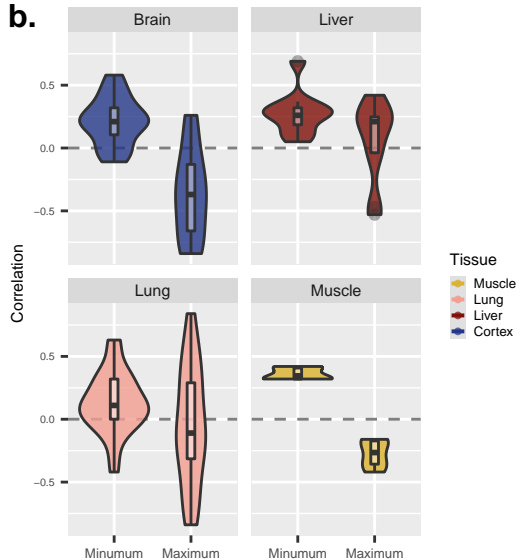 b.
Brain
Liver
0.5
0.0
−0.5
Correlation
Lung
Muscle
0.5
0.0
−0.5
Minumum
Maximum
Minumum
Maximum
Tissue
Muscle
Lung
Liver
Cortex